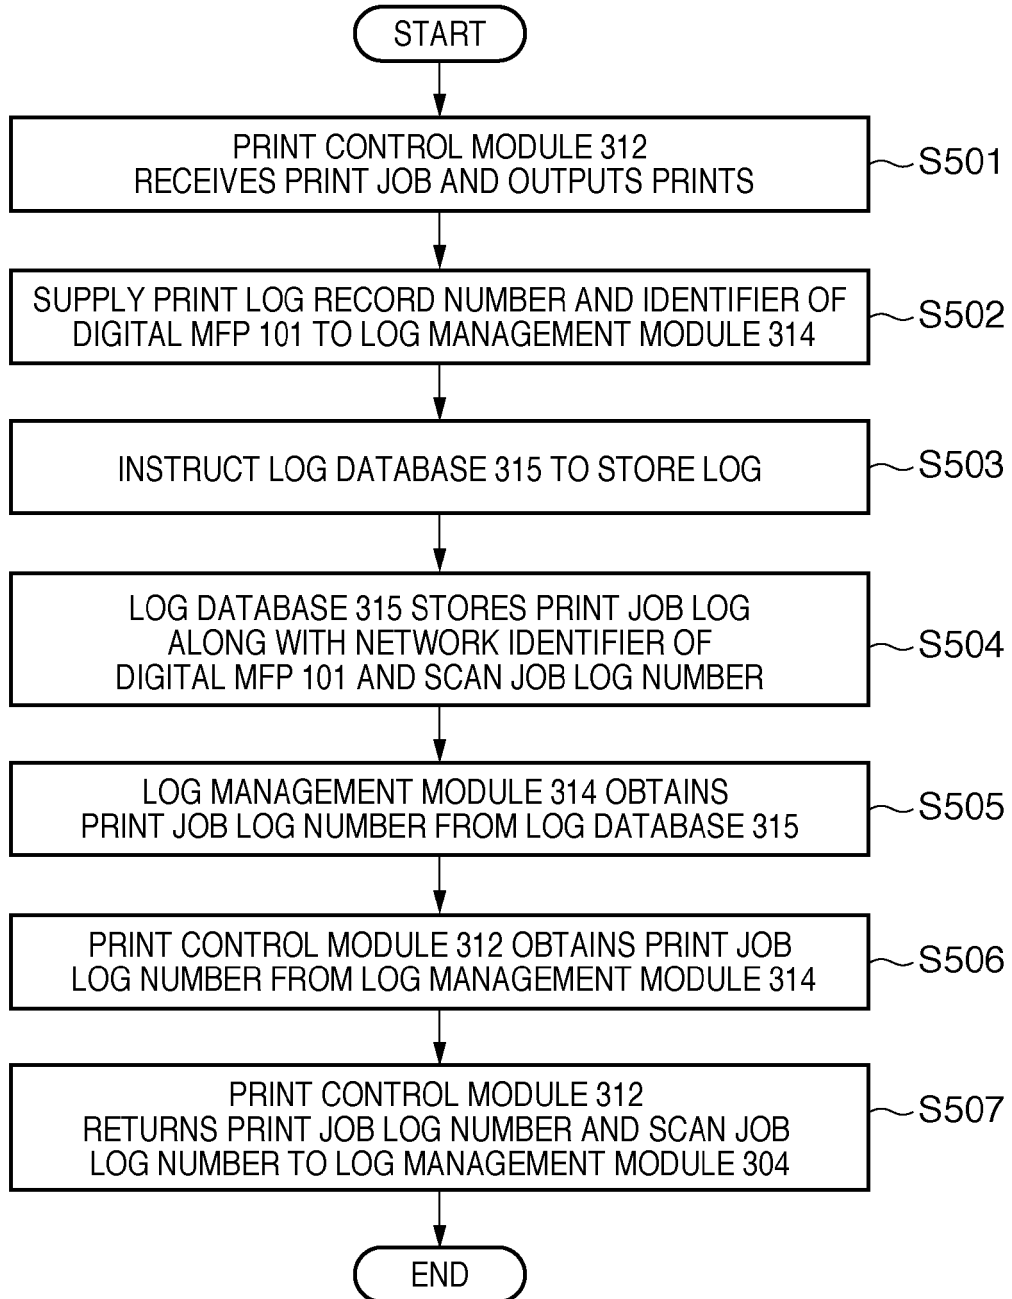 START
PRINT CONTROL MODULE 312
RECEIVES PRINT JOB AND OUTPUTS PRINTS
S501
SUPPLY PRINT LOG RECORD NUMBER AND IDENTIFIER OF
DIGITAL MFP 101 TO LOG MANAGEMENT MODULE 314
S502
INSTRUCT LOG DATABASE 315 TO STORE LOG
S503
LOG DATABASE 315 STORES PRINT JOB LOG
ALONG WITH NETWORK IDENTIFIER OF
DIGITAL MFP 101 AND SCAN JOB LOG NUMBER
S504
LOG MANAGEMENT MODULE 314 OBTAINS
PRINT JOB LOG NUMBER FROM LOG DATABASE 315
S505
PRINT CONTROL MODULE 312 OBTAINS PRINT JOB
LOG NUMBER FROM LOG MANAGEMENT MODULE 314
S506
PRINT CONTROL MODULE 312
RETURNS PRINT JOB LOG NUMBER AND SCAN JOB
LOG NUMBER TO LOG MANAGEMENT MODULE 304
S507
END